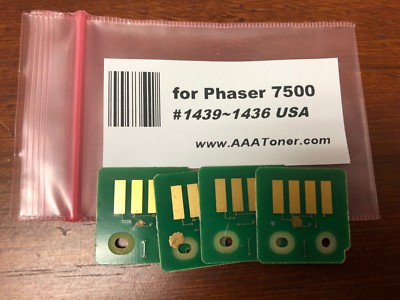 for Phaser 7500
#1439~1436 USA
www.AAAToner.com